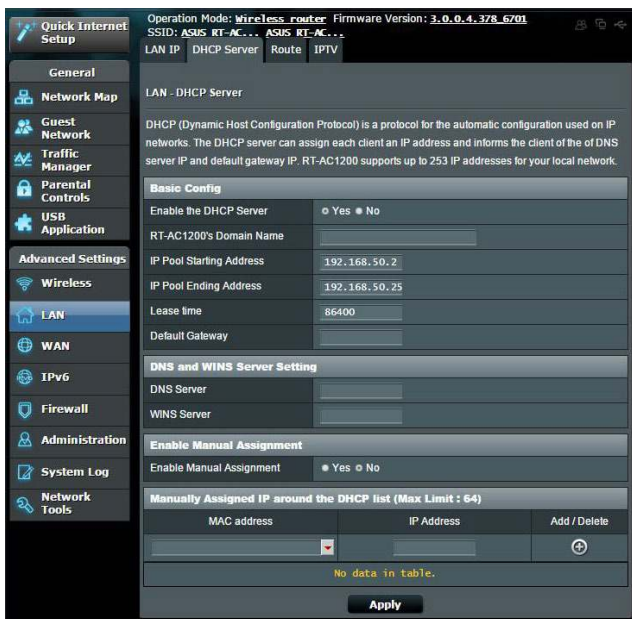 Quick Internet
Setup
Operation Mode: Wireless router Firmware Version: 3.0.0.4.378_6701
SSID: ASUS RT-AC... ASUS RT-AC...
LAN IP DHCP Server Route IPTV
General
Network Map
Guest
Network
Traffic
Manager
Parental
Controls
USB
Application
Advanced Settings
Wireless
LAN
WAN
IPv6
Firewall
Administration
System Log
Network
Tools
LAN - DHCP Server
DHCP (Dynamic Host Configuration Protocol) is a protocol for the automatic configuration used on IP
networks. The DHCP server can assign each client an IP address and informs the client of the of DNS
server IP and default gateway IP. RT-AC1200 supports up to 253 IP addresses for your local network.
Basic Config
Enable the DHCP Server Yes No
RT-AC1200's Domain Name
IP Pool Starting Address 192.168.50.2
IP Pool Ending Address 192.168.50.25
Lease time 86400
Default Gateway
DNS and WINS Server Setting
DNS Server
WINS Server
Enable Manual Assignment
Enable Manual Assignment Yes No
Manually Assigned IP around the DHCP list (Max Limit : 64)
MAC address IP Address Add / Delete
No data in table.
Apply